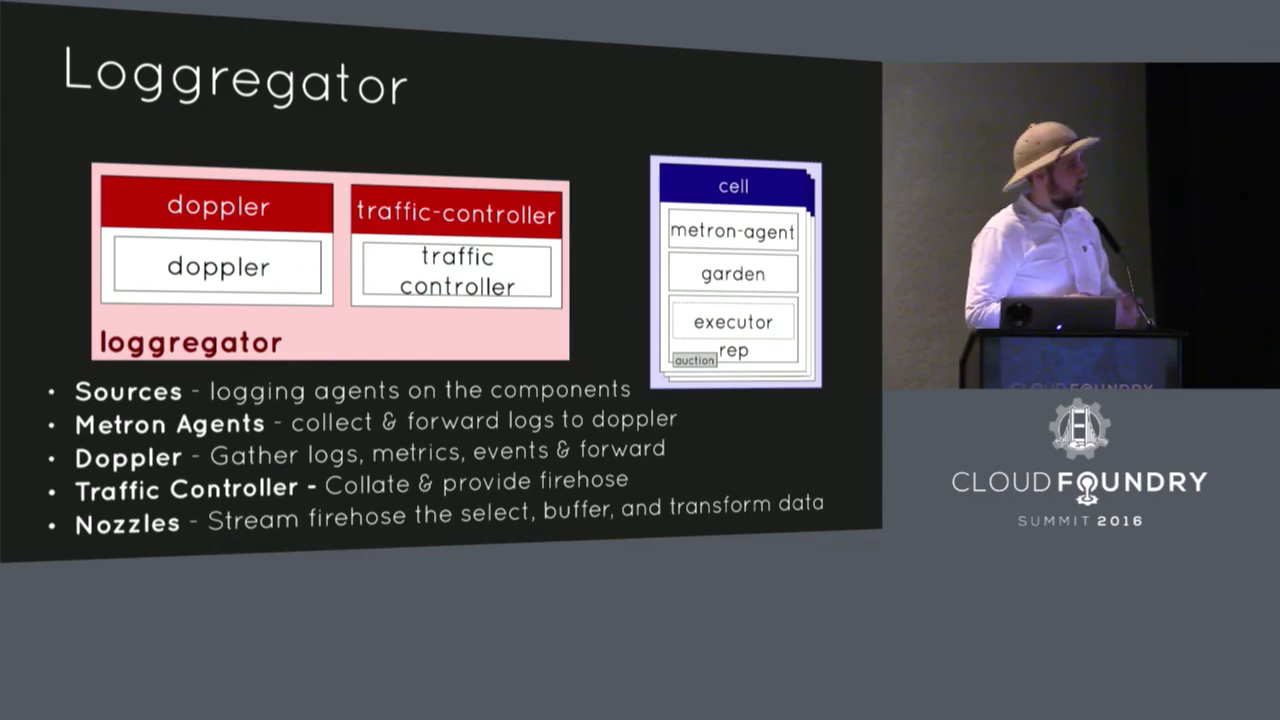 Loggregator
doppler
traffic-controller
doppler
traffic
controller
loggregator
cell
metron-agent
garden
executor
rep
auction
• Sources - logging agents on the components
• Metron Agents - collect & forward logs to doppler
• Doppler - Gather logs, metrics, events & forward
• Traffic Controller - Collate & provide firehose
• Nozzles - Stream firehose the select, buffer, and transform data
CLOUD FOUNDRY
CLOUD FOUNDRY
SUMMIT 2016